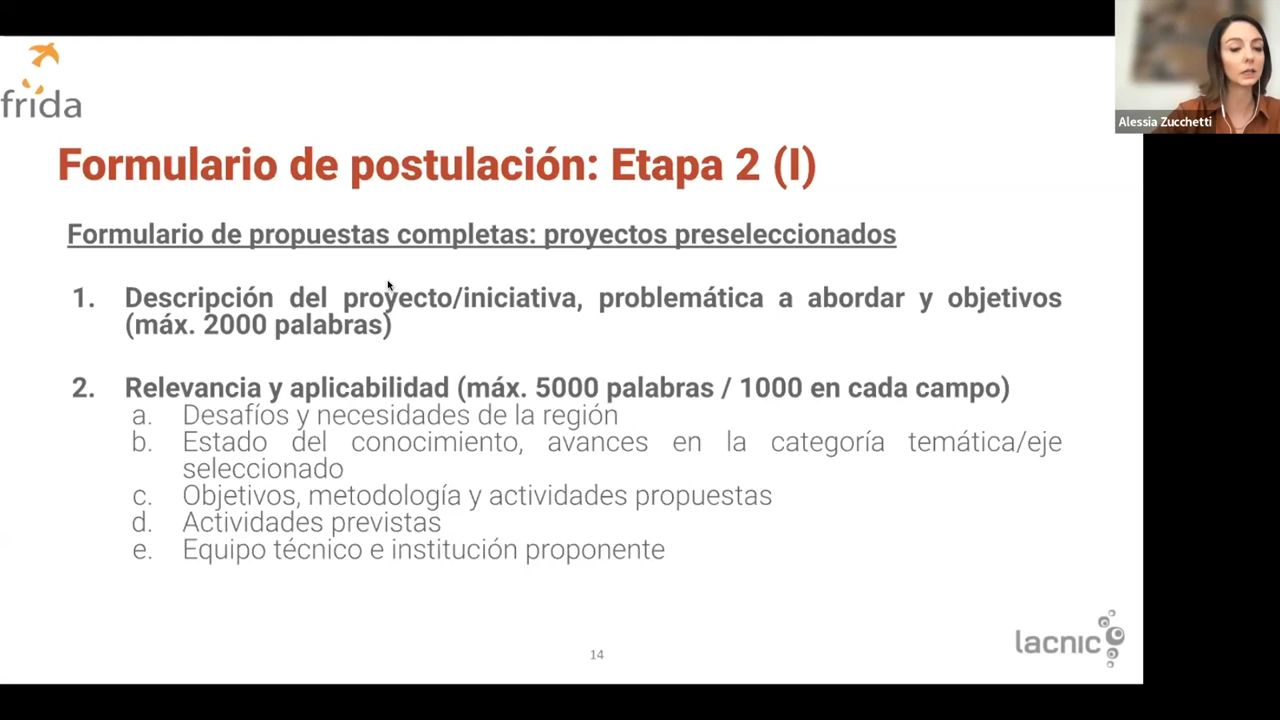 frida
Alessia Zucchetti
Formulario de postulación: Etapa 2 (I)
Formulario de propuestas completas: proyectos preseleccionados
1. Descripción del proyecto/iniciativa, problemática a abordar y objetivos
(máx. 2000 palabras)
2. Relevancia y aplicabilidad (máx. 5000 palabras / 1000 en cada campo)
a. Desafíos y necesidades de la región
b. Estado del conocimiento, avances en la categoría temática/eje
seleccionado
c. Objetivos, metodología y actividades propuestas
d. Actividades previstas
e. Equipo técnico e institución proponente
14
lacnic